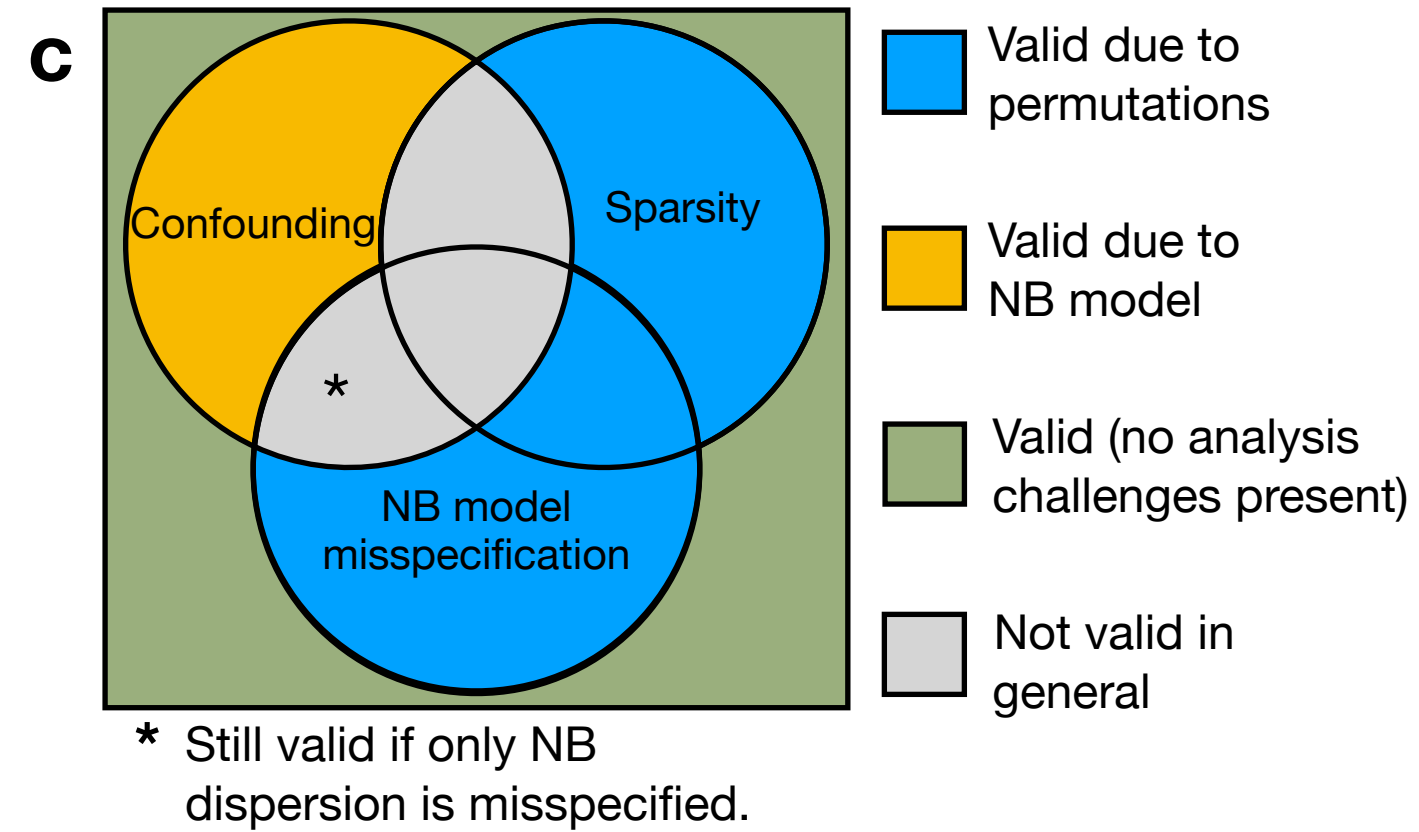 c
Confounding
Sparsity
*
NB model
misspecification
* Still valid if only NB
dispersion is misspecified.
Valid due to
permutations
Valid due to
NB model
Valid (no analysis
challenges present)
Not valid in
general